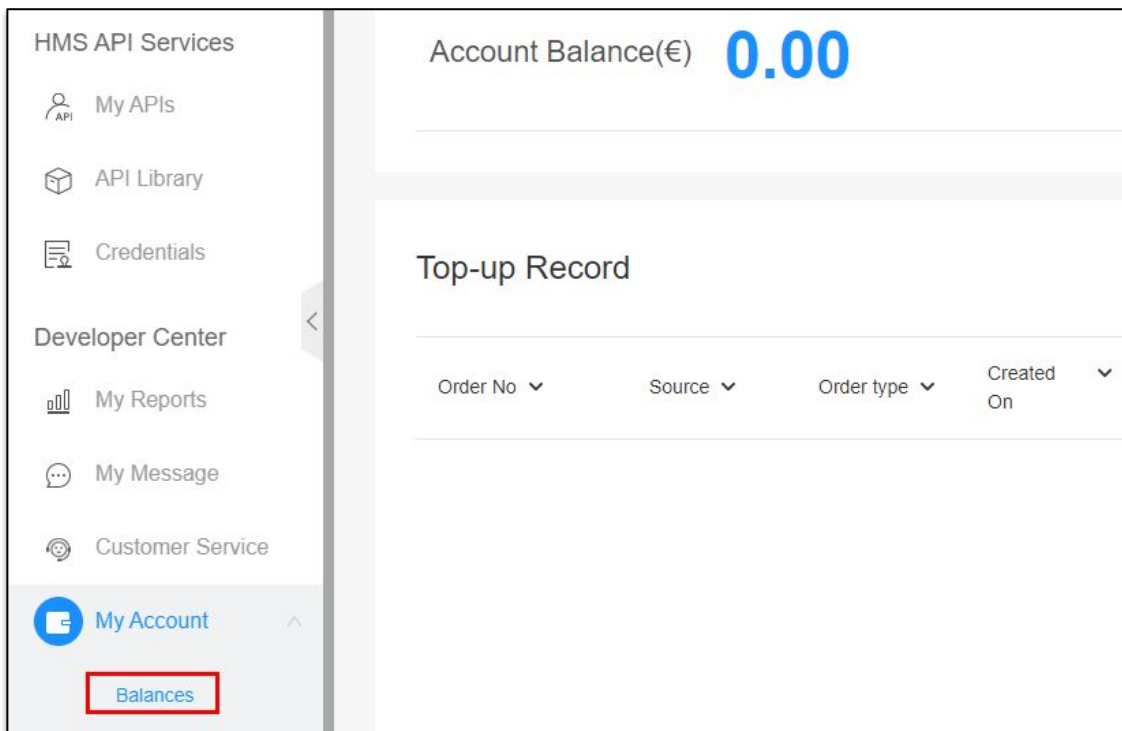 HMS API Services
API
My APIs
API Library
Credentials
Developer Center
My Reports
My Message
Customer Service
My Account
Balances
Account Balance(€) 0.00
Top-up Record
Order No Source Order type Created
On